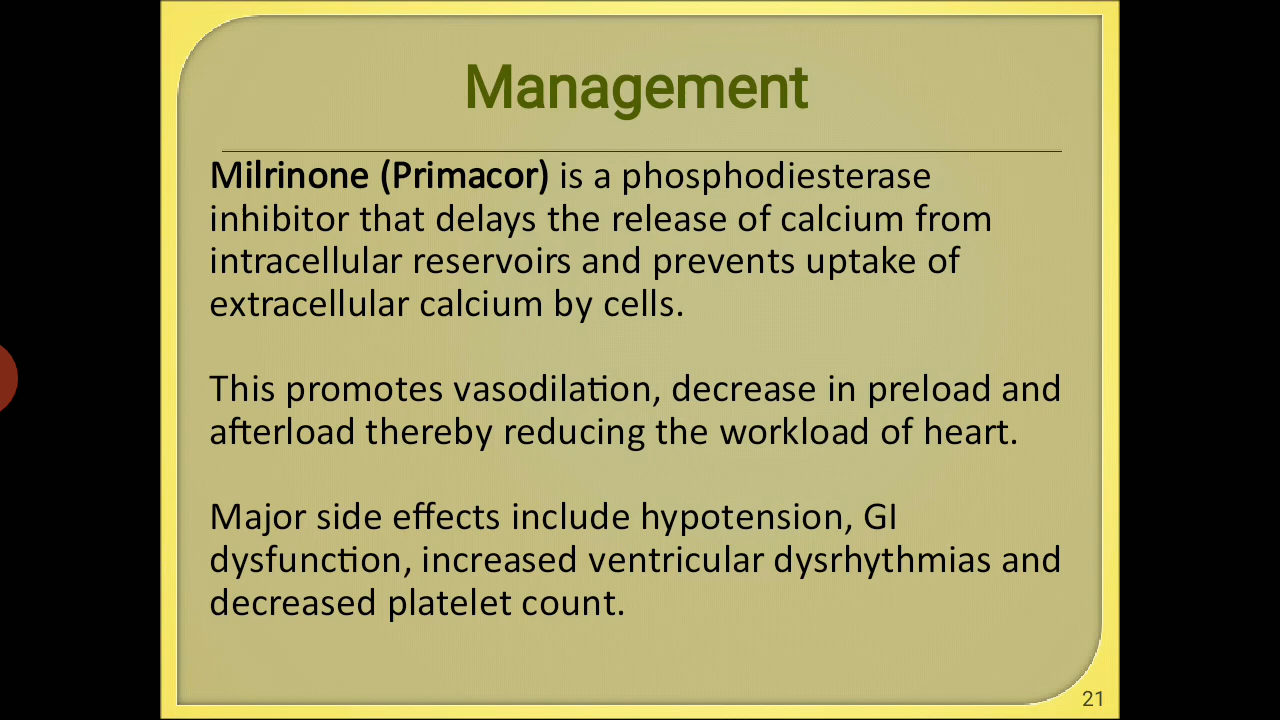 Management
Milrinone (Primacor) is a phosphodiesterase
inhibitor that delays the release of calcium from
intracellular reservoirs and prevents uptake of
extracellular calcium by cells.
This promotes vasodilation, decrease in preload and
afterload thereby reducing the workload of heart.
Major side effects include hypotension, GI
dysfunction, increased ventricular dysrhythmias and
decreased platelet count.
21